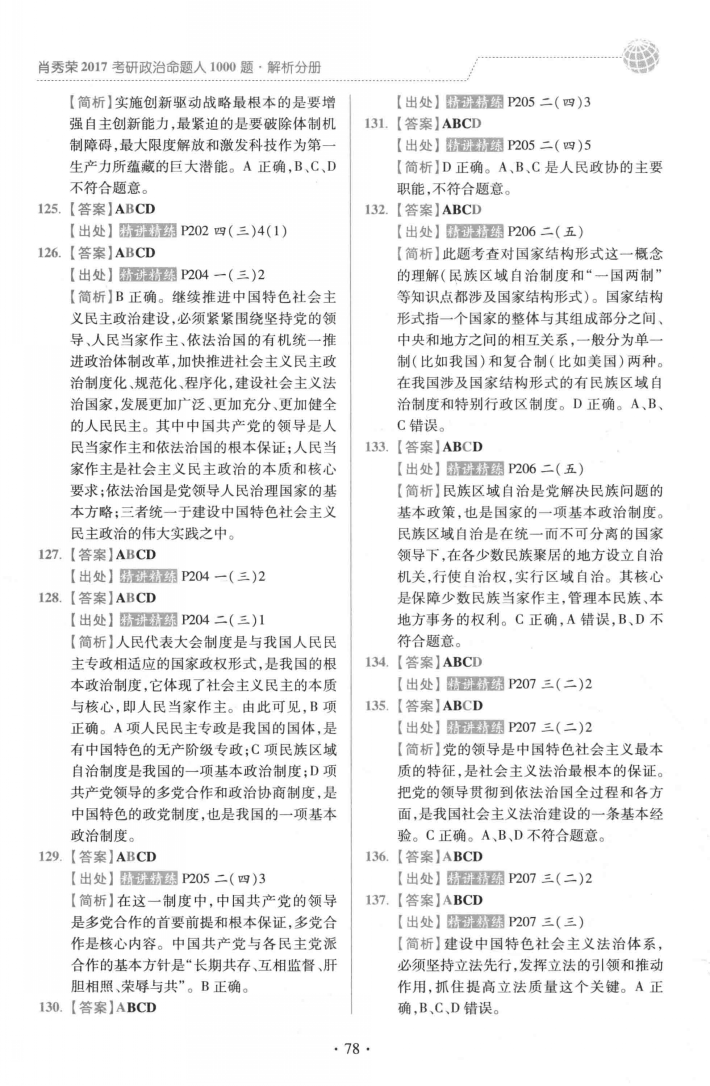 肖秀荣2017考研政治命题人1000题·解析分册
【简析】实施创新驱动战略最根本的是要增
强自主创新能力,最紧迫的是要破除体制机
制障碍,最大限度解放和激发科技作为第一
生产力所蕴藏的巨大潜能。A 正确,B、C、D
不符合题意。
125. 【答案】ABCD
【出处】精讲精练 P202 四(三)4(1)
126. 【答案】ABCD
【出处】精讲精练 P204 一(三)2
【简析】B 正确。继续推进中国特色社会主
义民主政治建设,必须紧紧围绕坚持党的领
导、人民当家作主、依法治国的有机统一推
进政治体制改革,加快推进社会主义民主政
治制度化、规范化、程序化,建设社会主义法
治国家,发展更加广泛、更加充分、更加健全
的人民民主。其中中国共产党的领导是人
民当家作主和依法治国的根本保证;人民当
家作主是社会主义民主政治的本质和核心
要求;依法治国是党领导人民治理国家的基
本方略;三者统一于建设中国特色社会主义
民主政治的伟大实践之中。
127. 【答案】ABCD
【出处】精讲精练 P204 一(三)2
128. 【答案】ABCD
【出处】精讲精练 P204 二(三)1
【简析】人民代表大会制度是与我国人民民
主专政相适应的国家政权形式,是我国的根
本政治制度,它体现了社会主义民主的本质
与核心,即人民当家作主。由此可见,B 项
正确。A 项人民民主专政是我国的国体,是
有中国特色的无产阶级专政;C 项民族区域
自治制度是我国的一项基本政治制度;D 项
共产党领导的多党合作和政治协商制度,是
中国特色的政党制度,也是我国的一项基本
政治制度。
129. 【答案】ABCD
【出处】精讲精练 P205 二(四)3
【简析】在这一制度中,中国共产党的领导
是多党合作的首要前提和根本保证,多党合
作是核心内容。中国共产党与各民主党派
合作的基本方针是“长期共存、互相监督、肝
胆相照、荣辱与共”。B 正确。
130. 【答案】ABCD
【出处】精讲精练 P205 二(四)3
131. 【答案】ABCD
【出处】精讲精练 P205 二(四)5
【简析】D 正确。A、B、C 是人民政协的主要
职能,不符合题意。
132. 【答案】ABCD
【出处】精讲精练 P206 二(五)
【简析】此题考查对国家结构形式这一概念
的理解(民族区域自治制度和“一国两制”
等知识点都涉及国家结构形式)。国家结构
形式指一个国家的整体与其组成部分之间、
中央和地方之间的相互关系,一般分为单一
制(比如我国)和复合制(比如美国)两种。
在我国涉及国家结构形式的有民族区域自
治制度和特别行政区制度。D 正确。A、B、
C 错误。
133. 【答案】ABCD
【出处】精讲精练 P206 二(五)
【简析】民族区域自治是党解决民族问题的
基本政策,也是国家的一项基本政治制度。
民族区域自治是在统一而不可分离的国家
领导下,在各少数民族聚居的地方设立自治
机关,行使自治权,实行区域自治。其核心
是保障少数民族当家作主,管理本民族、本
地方事务的权利。C 正确,A 错误,B、D 不
符合题意。
134. 【答案】ABCD
【出处】精讲精练 P207 三(二)2
135. 【答案】ABCD
【出处】精讲精练 P207 三(二)2
【简析】党的领导是中国特色社会主义最本
质的特征,是社会主义法治最根本的保证。
把党的领导贯彻到依法治国全过程和各方
面,是我国社会主义法治建设的一条基本经
验。C 正确。A、B、D 不符合题意。
136. 【答案】ABCD
【出处】精讲精练 P207 三(二)2
137. 【答案】ABCD
【出处】精讲精练 P207 三(三)
【简析】建设中国特色社会主义法治体系,
必须坚持立法先行,发挥立法的引领和推动
作用,抓住提高立法质量这个关键。A 正
确,B、C、D 错误。
·78·